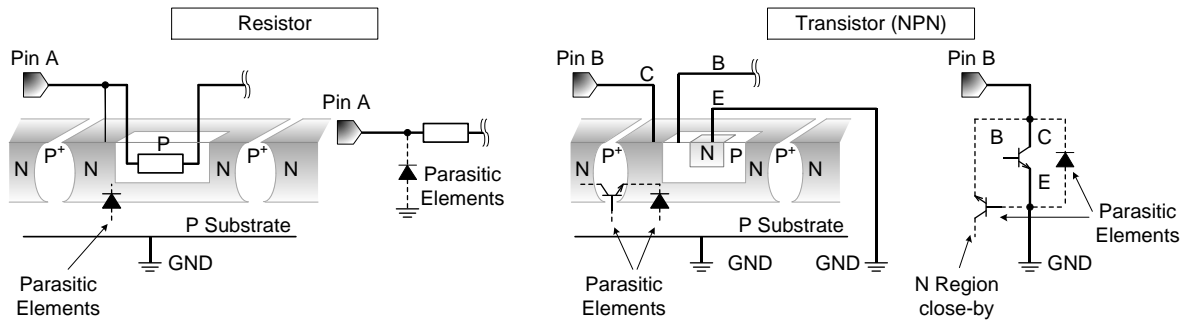 Resistor
Transistor (NPN)
Pin A
Pin B
C
B
E
Pin B
Pin A
N
P+
N
P
P+
N
N
Parasitic
Elements
P Substrate
GND
Parasitic
Elements
N
P+
N
N
P
P+
N
N
P Substrate
GND
GND
Parasitic
Elements
B
C
E
Parasitic
Elements
GND
N Region
close-by